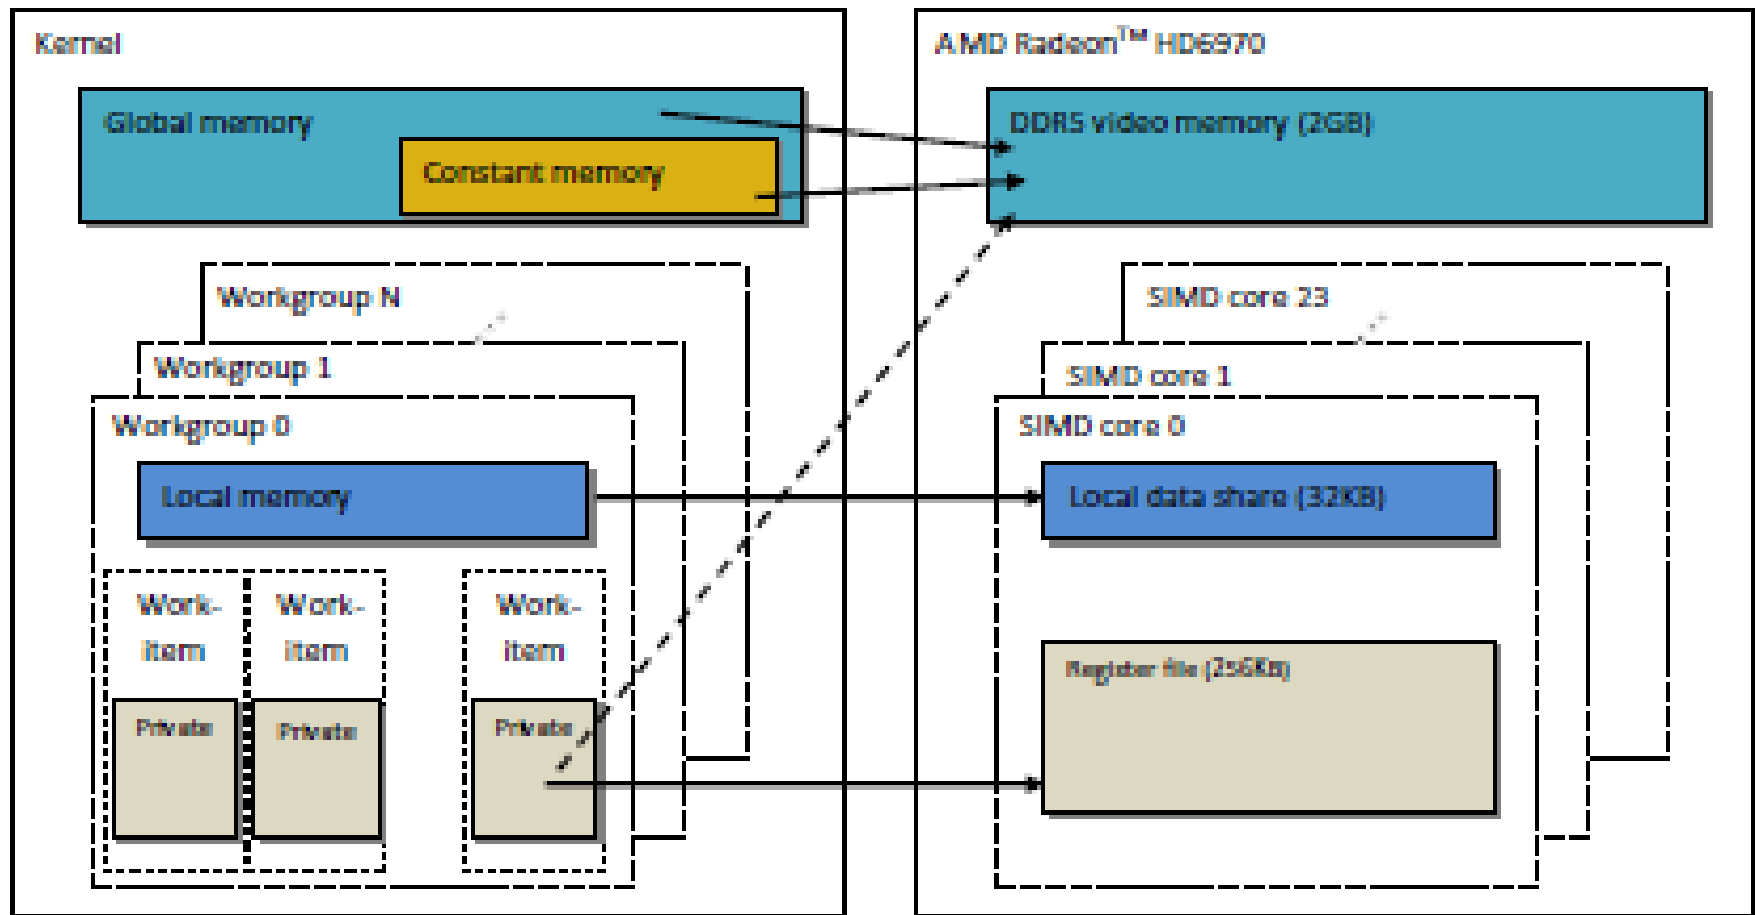 Kernel
Global memory
Constant memory
Workgroup N
Workgroup 1
Workgroup 0
Local memory
Work-
item
Private
Work-
item
Private
Work-
item
Private
AMD Radeon™ HD6970
DDR5 video memory (2GB)
SIMD core 23
SIMD core 1
SIMD core 0
Local data share (32KB)
Register file (256KB)